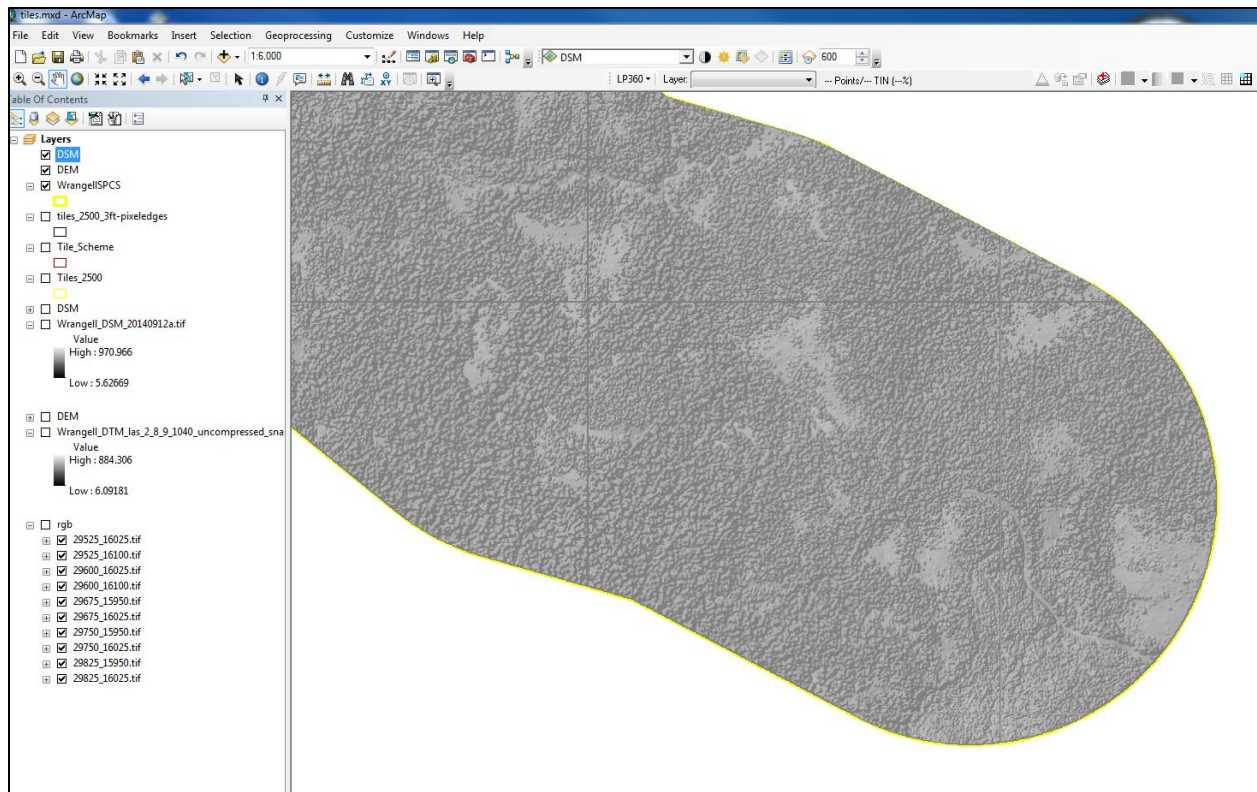 tiles.mxd - ArcMap
File Edit View Bookmarks Insert Selection Geoprocessing Customize Windows Help
1:6,000 DSM 600
LP360 Layer: --- Points/--- TIN (---%)
able Of Contents
Layers
DSM
DEM
WrangellSPCS
tiles_2500_3ft-pixeledges
Tile_Scheme
Tiles_2500
DSM
Wrangell_DSM_20140912a.tif
Value
High : 970.966
Low : 5.62669
DEM
Wrangell_DTM_las_2_8_9_1040_uncompressed_sna
Value
High : 884.306
Low : 6.09181
rgb
29525_16025.tif
29525_16100.tif
29600_16025.tif
29600_16100.tif
29675_15950.tif
29675_16025.tif
29750_15950.tif
29750_16025.tif
29825_15950.tif
29825_16025.tif